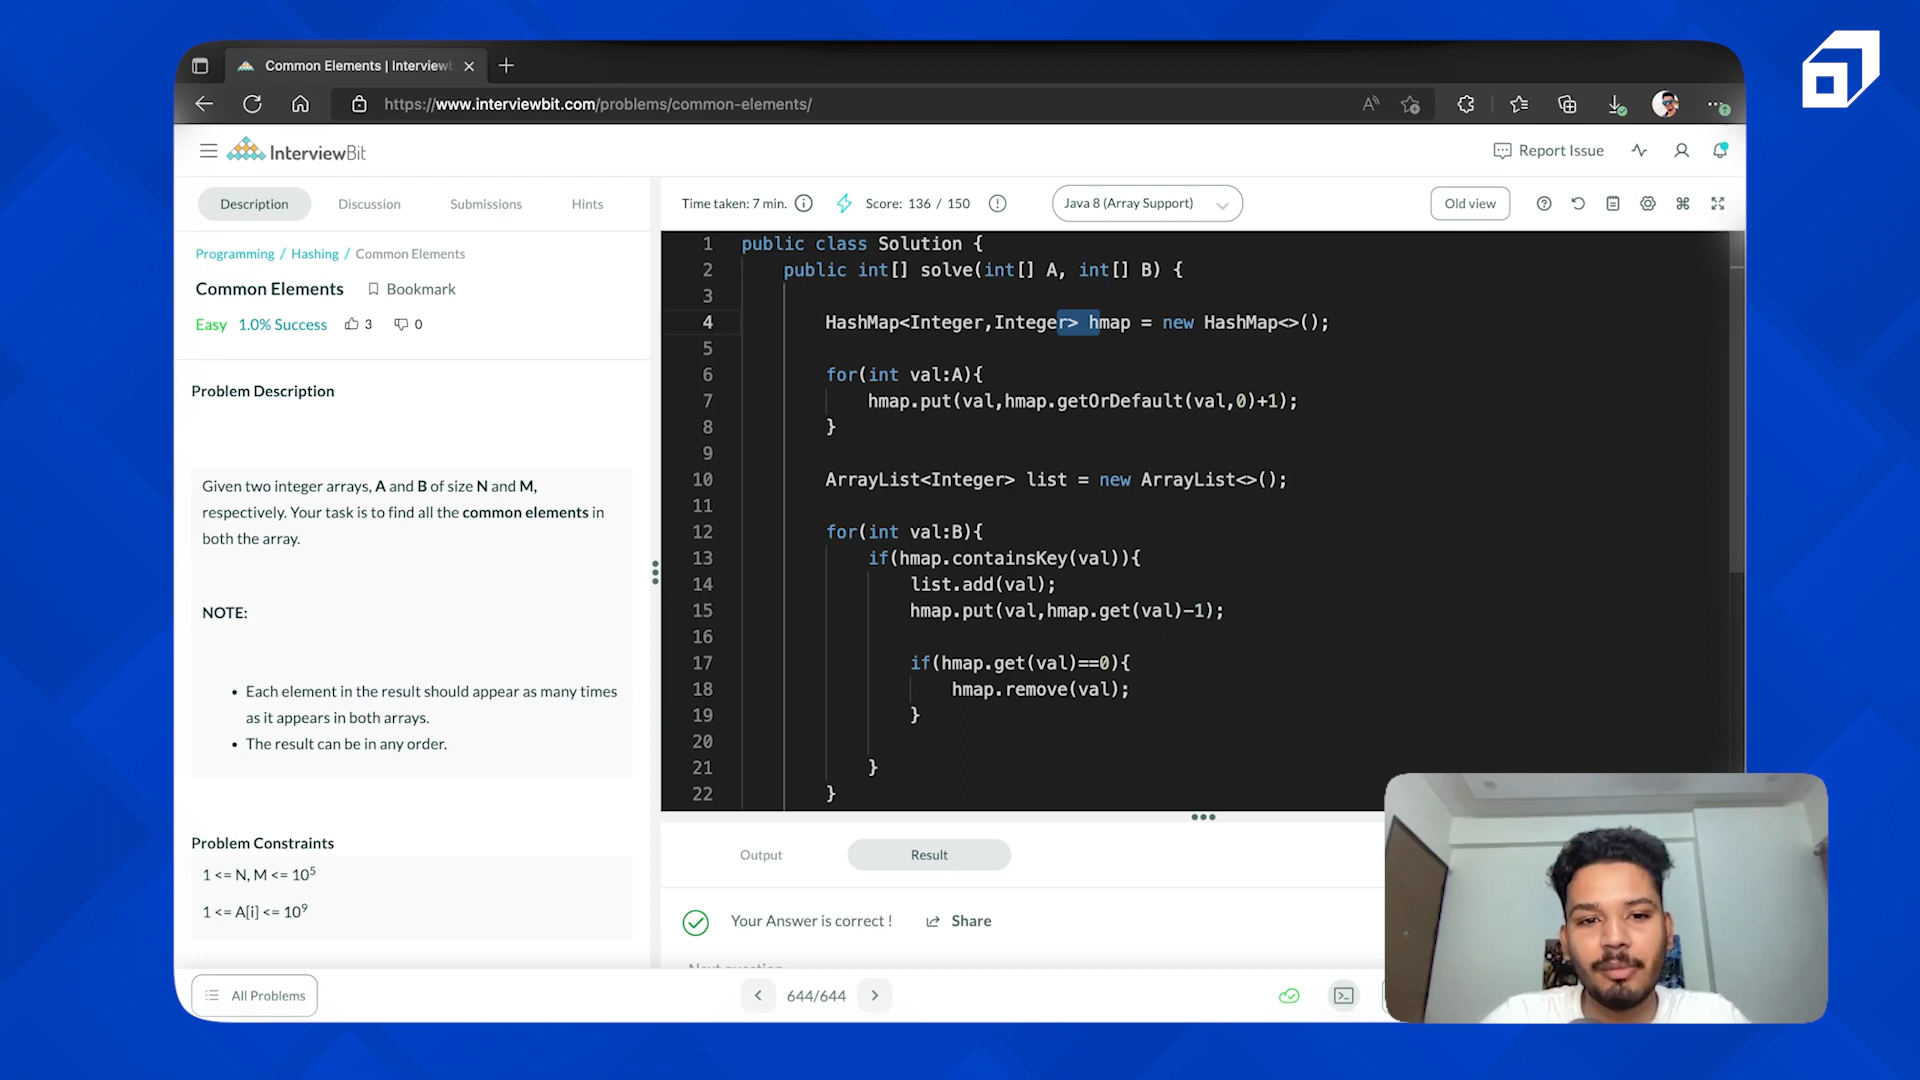 Common Elements | Interviewb
https://www.interviewbit.com/problems/common-elements/
InterviewBit
Report Issue
Description
Discussion
Submissions
Hints
Time taken: 7 min.
Score: 136 / 150
Java 8 (Array Support)
Old view
Programming / Hashing / Common Elements
Common Elements
Bookmark
Easy 1.0% Success 3 0
Problem Description
Given two integer arrays, A and B of size N and M,
respectively. Your task is to find all the common elements in
both the array.
NOTE:
• Each element in the result should appear as many times
as it appears in both arrays.
• The result can be in any order.
Problem Constraints
1 <= N, M <= 10⁵
1 <= A[i] <= 10⁹
All Problems
1 public class Solution {
2 public int[] solve(int[] A, int[] B) {
3
4 HashMap<Integer,Integer> hmap = new HashMap<>();
5
6 for(int val:A){
7 hmap.put(val,hmap.getOrDefault(val,0)+1);
8 }
9
10 ArrayList<Integer> list = new ArrayList<>();
11
12 for(int val:B){
13 if(hmap.containsKey(val)){
14 list.add(val);
15 hmap.put(val,hmap.get(val)-1);
16
17 if(hmap.get(val)==0){
18 hmap.remove(val);
19 }
20
21 }
22 }
Output
Result
Your Answer is correct !
Share
Next question
644/644